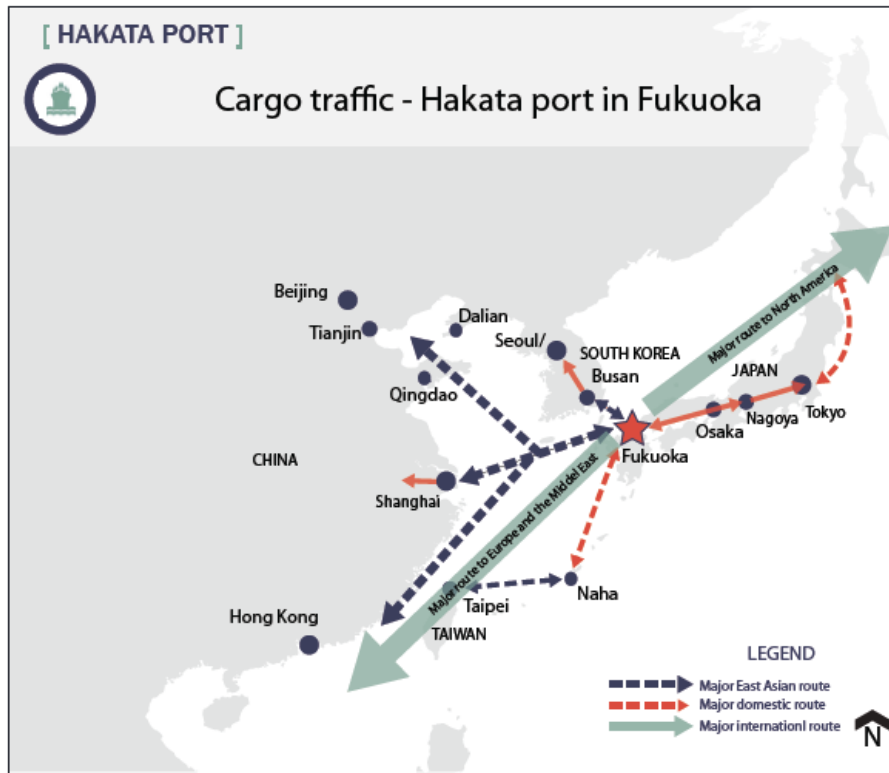 [ HAKATA PORT ]
Cargo traffic - Hakata port in Fukuoka
Major route to North America
Beijing
Tianjin
Dalian
Seoul/
SOUTH KOREA
Busan
JAPAN
Qingdao
Tokyo
Nagoya
Osaka
Fukuoka
CHINA
Shanghai
Major route to Europe and the Middel East
Naha
Taipei
Hong Kong
TAIWAN
LEGEND
Major East Asian route
Major domestic route
Major internationl route
N